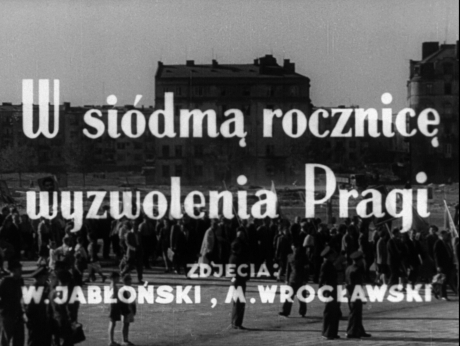 W siódmą rocznicę
wyzwolenia Pragi
ZDJĘCIA:
W. JABŁOŃSKI, M. WROCŁAWSKI